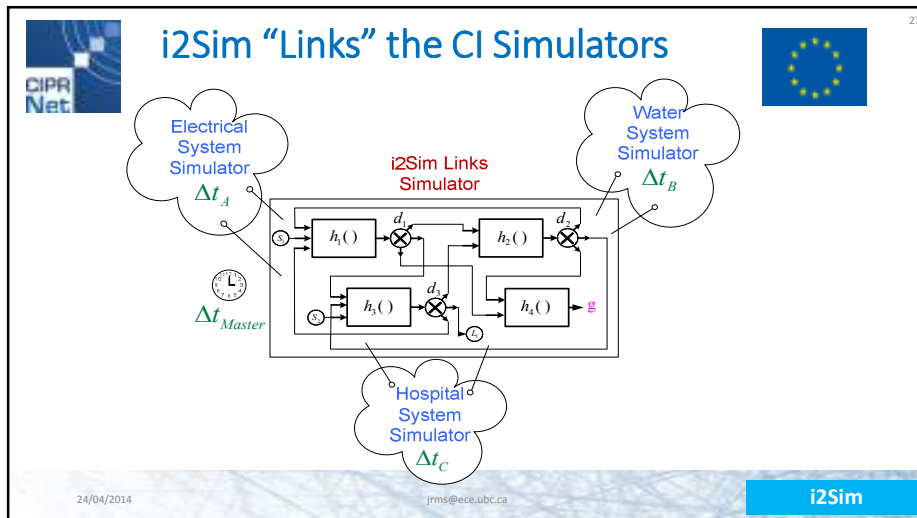 27
i2Sim “Links” the CI Simulators
CIPR
Net
Electrical
System
Simulator
Δt_A
Water
System
Simulator
Δt_B
i2Sim Links
Simulator
d₁
d₂
S₁
h₁()
h₂()
Δt_Master
d₃
S₂
h₃()
h₄()
g
L₁
Hospital
System
Simulator
Δt_C
24/04/2014
jrms@ece.ubc.ca
i2Sim